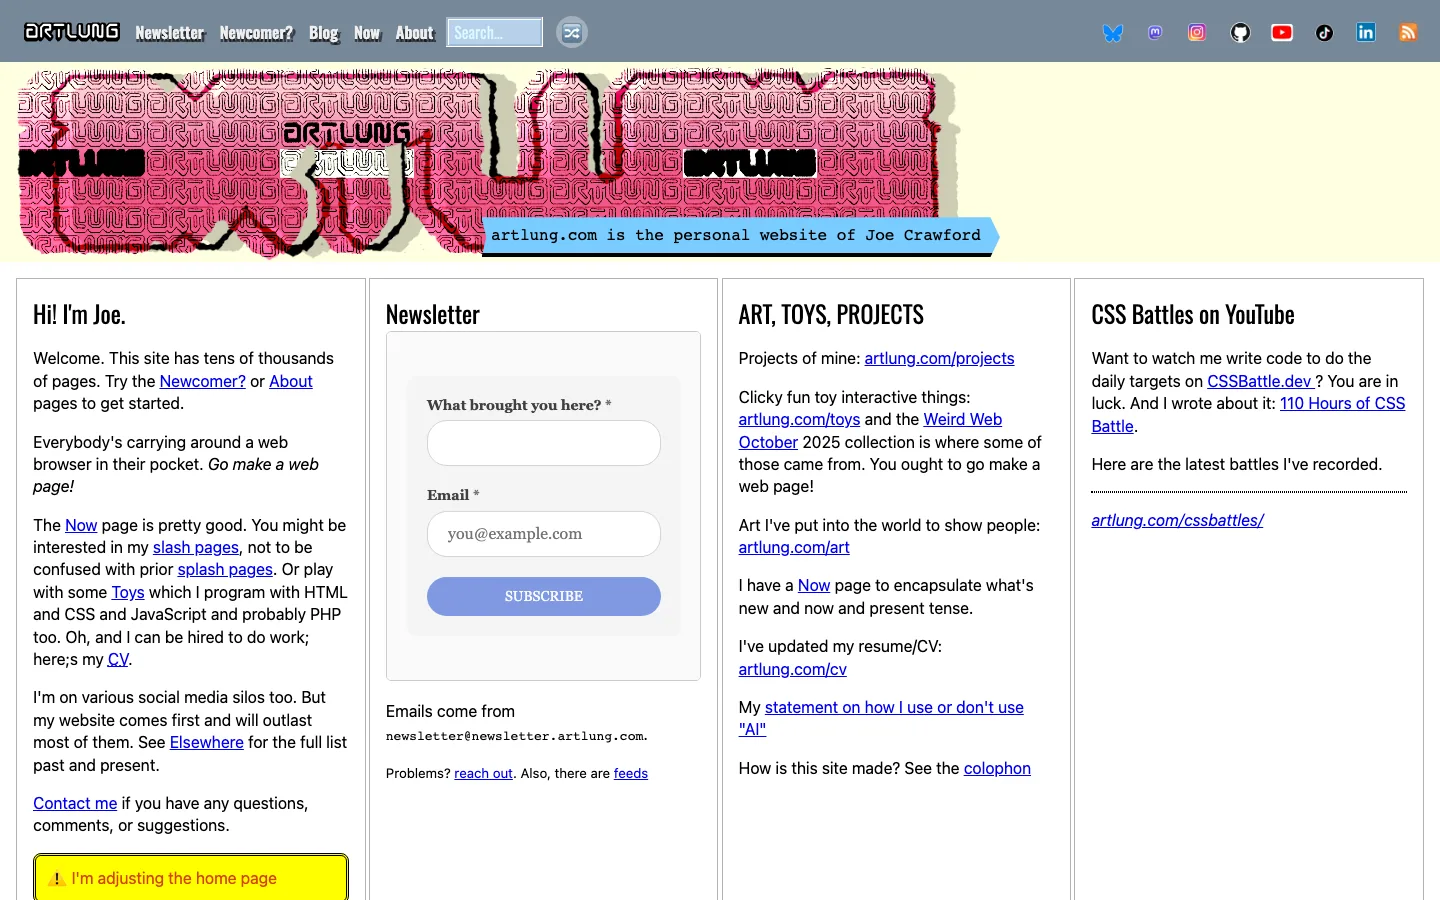 ARTLUNG Newsletter Newcomer? Blog Now About Search...
ARTLUNG
ARTLUNG
ARTLUNG
artlung.com is the personal website of Joe Crawford
Hi! I'm Joe.
Welcome. This site has tens of thousands
of pages. Try the Newcomer? or About
pages to get started.
Everybody's carrying around a web
browser in their pocket. Go make a web
page!
The Now page is pretty good. You might be
interested in my slash pages, not to be
confused with prior splash pages. Or play
with some Toys which I program with HTML
and CSS and JavaScript and probably PHP
too. Oh, and I can be hired to do work;
here;s my CV.
I'm on various social media silos too. But
my website comes first and will outlast
most of them. See Elsewhere for the full list
past and present.
Contact me if you have any questions,
comments, or suggestions.
⚠️ I'm adjusting the home page
Newsletter
What brought you here? *
Email *
you@example.com
SUBSCRIBE
Emails come from
newsletter@newsletter.artlung.com.
Problems? reach out. Also, there are feeds
ART, TOYS, PROJECTS
Projects of mine: artlung.com/projects
Clicky fun toy interactive things:
artlung.com/toys and the Weird Web
October 2025 collection is where some of
those came from. You ought to go make a
web page!
Art I've put into the world to show people:
artlung.com/art
I have a Now page to encapsulate what's
new and now and present tense.
I've updated my resume/CV:
artlung.com/cv
My statement on how I use or don't use
"AI"
How is this site made? See the colophon
CSS Battles on YouTube
Want to watch me write code to do the
daily targets on CSSBattle.dev ? You are in
luck. And I wrote about it: 110 Hours of CSS
Battle.
Here are the latest battles I've recorded.
artlung.com/cssbattles/